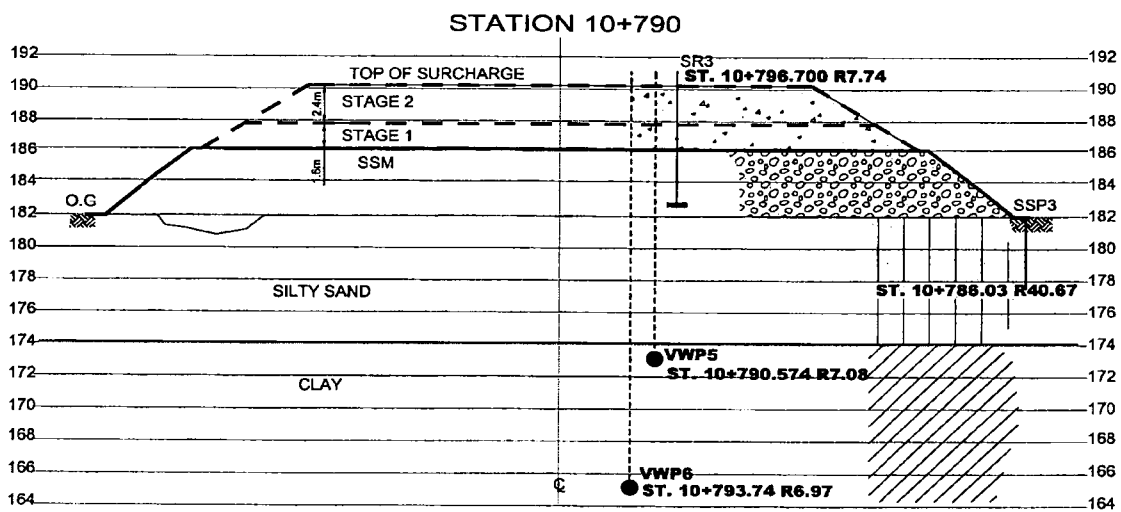 STATION 10+790
192 192
SR3
TOP OF SURCHARGE ST. 10+796.700 R7.74
190 190
2.4m STAGE 2
188 188
STAGE 1
186 186
1.6m SSM
184 184
O.G SSP3
182 182
180 180
178 178
SILTY SAND ST. 10+786.03 R40.67
176 176
174 174
VWP5
172 ST. 10+790.574 R7.08 172
CLAY
170 170
168 168
166 VWP6 166
℄ ST. 10+793.74 R6.97
164 164